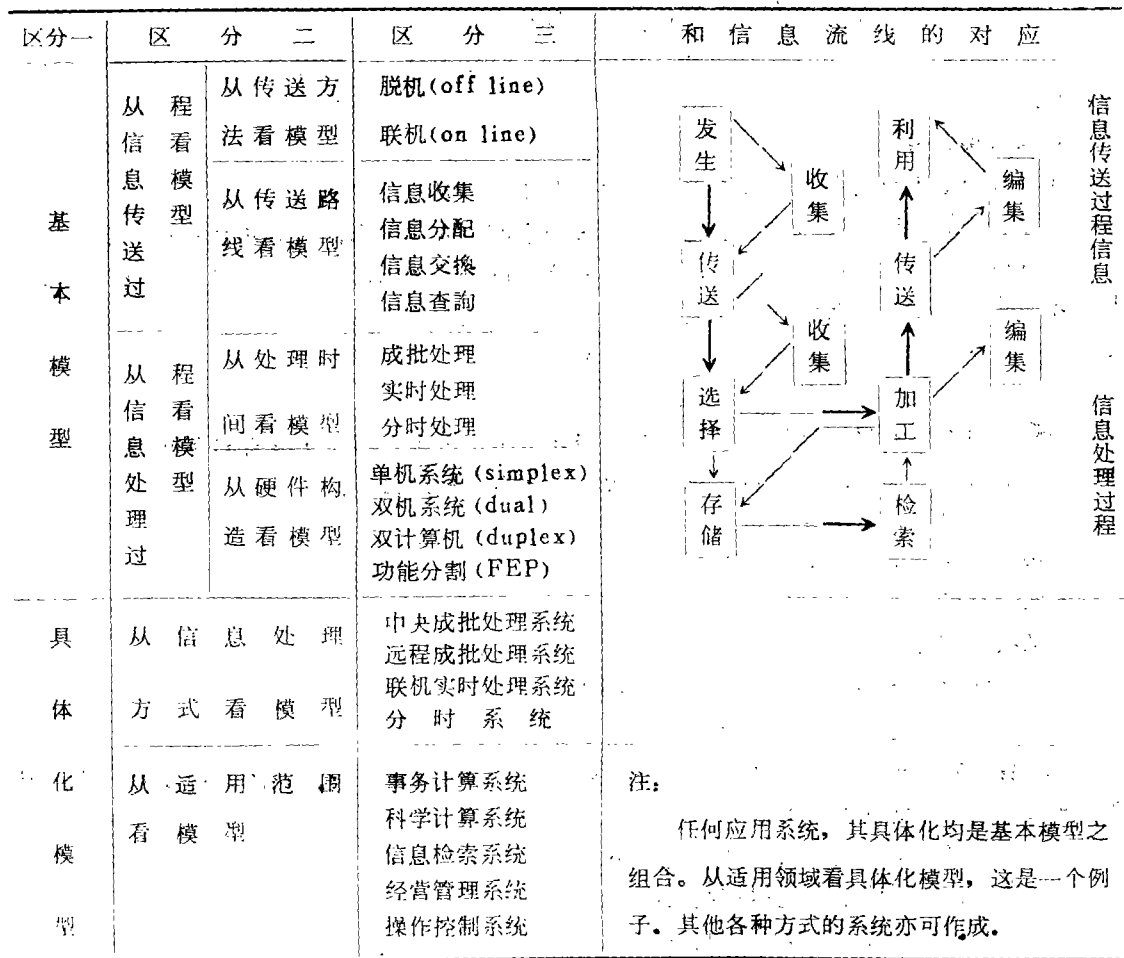 区分一 区分二 区分三 和信息流线的对应
基本模型
从信息传送过
程看模型
从传送方
法看模型
脱机(off line)
联机(on line)
从传送路
线看模型
信息收集
信息分配
信息交换
信息查询
从信息处理过
程看模型
从处理时
间看模型
成批处理
实时处理
分时处理
从硬件构
造看模型
单机系统(simplex)
双机系统(dual)
双计算机(duplex)
功能分割(FEP)
发生
收集
传送
收集
选择
存储
利用
编集
传送
编集
加工
检索
信息传送过程信息
信息处理过程
具体化模型
从信息处理
方式看模型
中央成批处理系统
远程成批处理系统
联机实时处理系统
分时系统
从适用范围
看模型
事务计算系统
科学计算系统
信息检索系统
经营管理系统
操作控制系统
注:
任何应用系统，其具体化均是基本模型之
组合。从适用领域看具体化模型，这是一个例
子。其他各种方式的系统亦可作成。